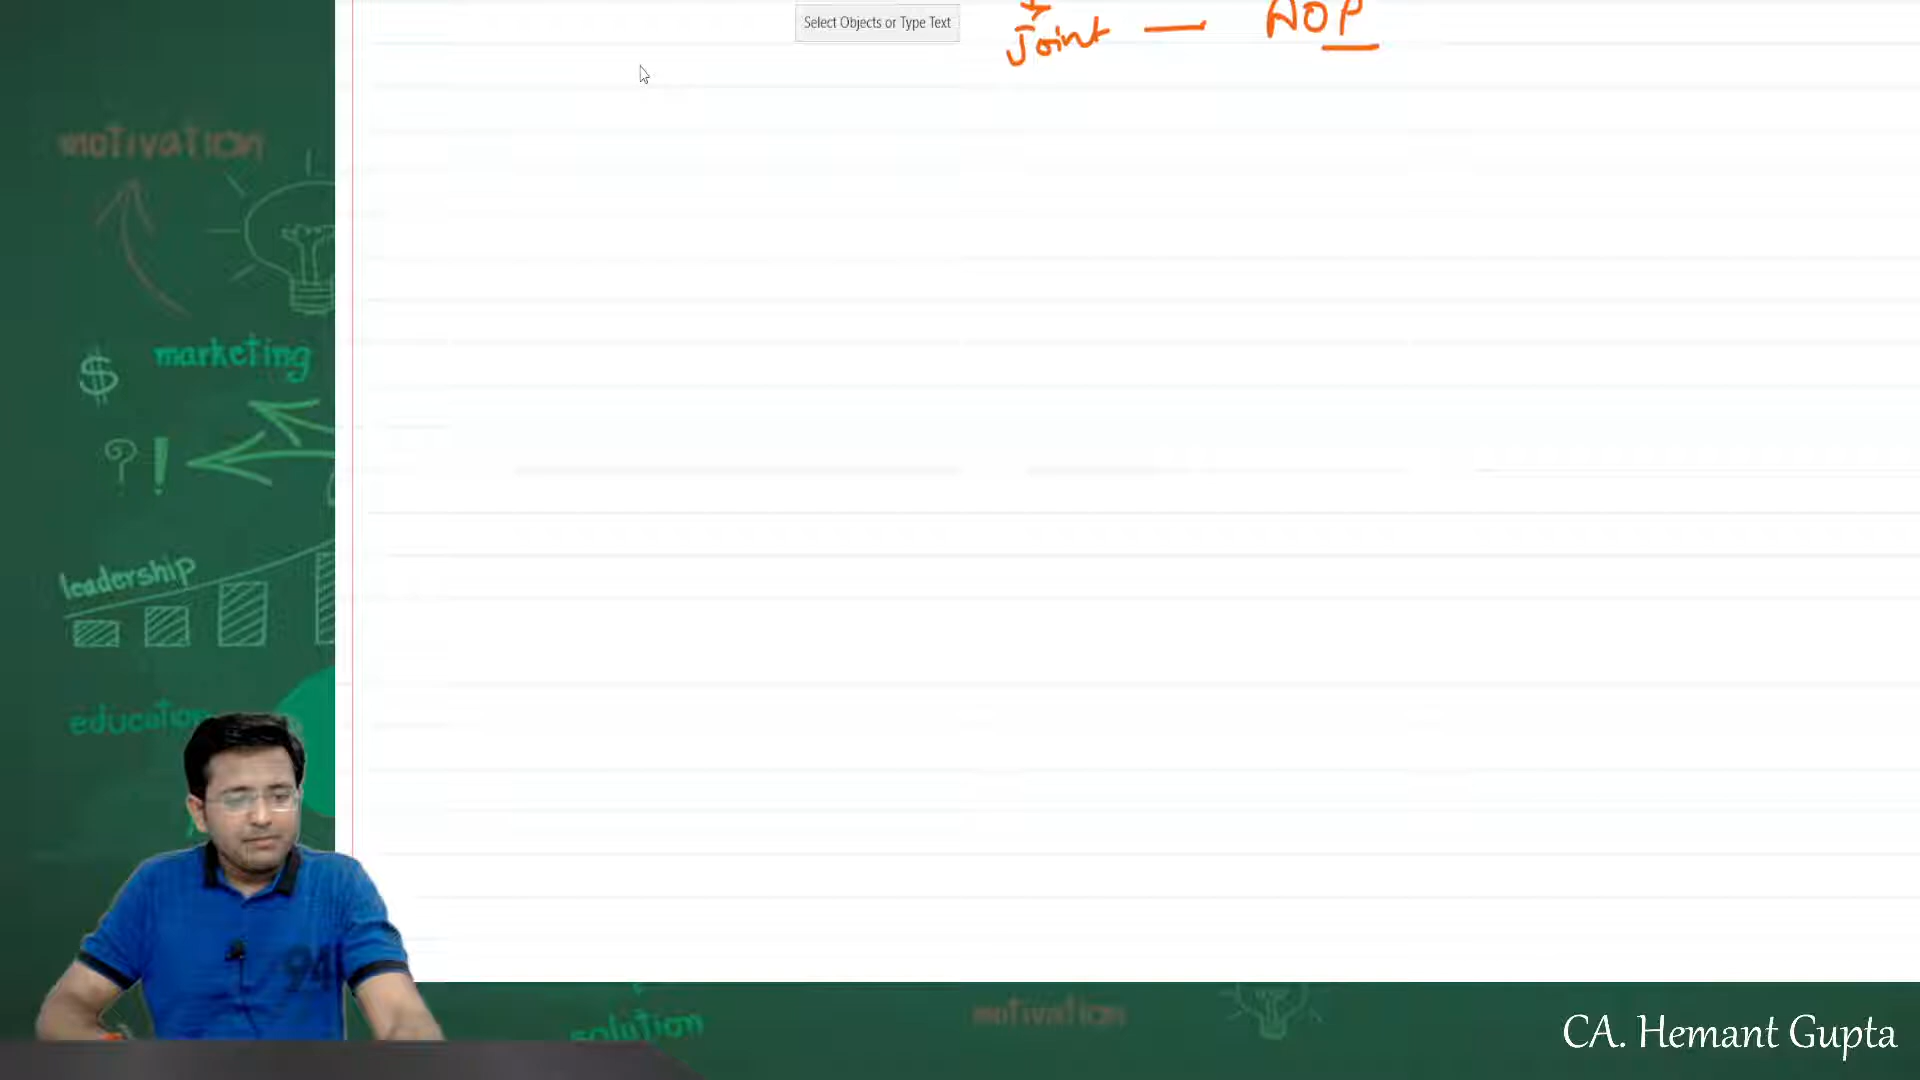 Select Objects or Type Text
Joint — AOP
motivation
$ marketing
? !
leadership
education
solution
motivation
CA. Hemant Gupta